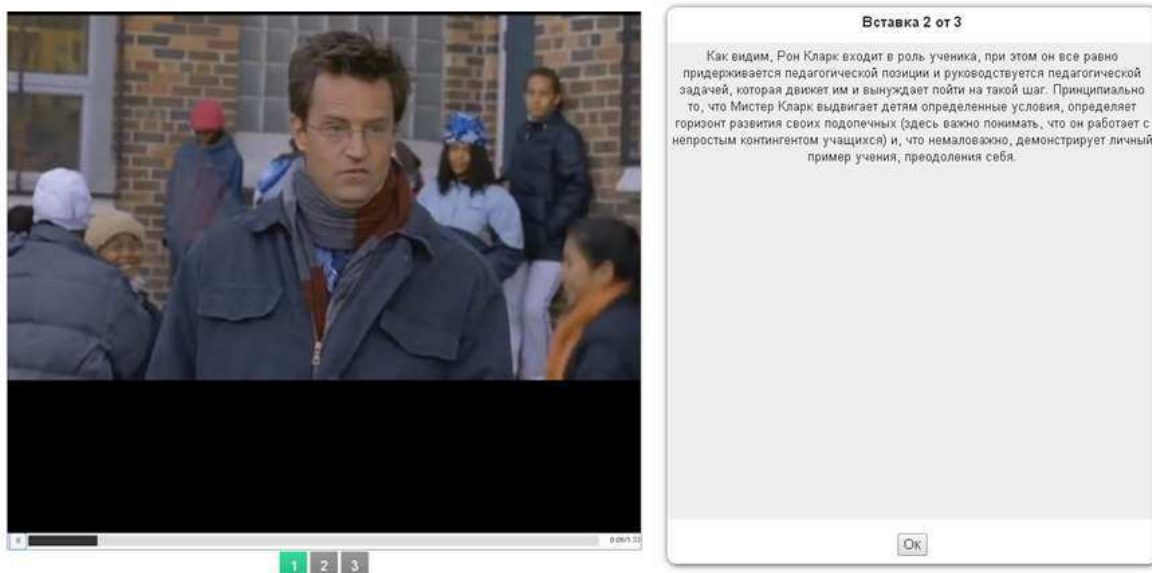 Вставка 2 от 3
Как видим, Рон Кларк входит в роль ученика, при этом он все равно
придерживается педагогической позиции и руководствуется педагогической
задачей, которая движет им и вынуждает пойти на такой шаг. Принципиально
то, что Мистер Кларк выдвигает детям определенные условия, определяет
горизонт развития своих подопечных (здесь важно понимать, что он работает с
непростым контингентом учащихся) и, что немаловажно, демонстрирует личный
пример учения, преодоления себя.
Ок
1 2 3